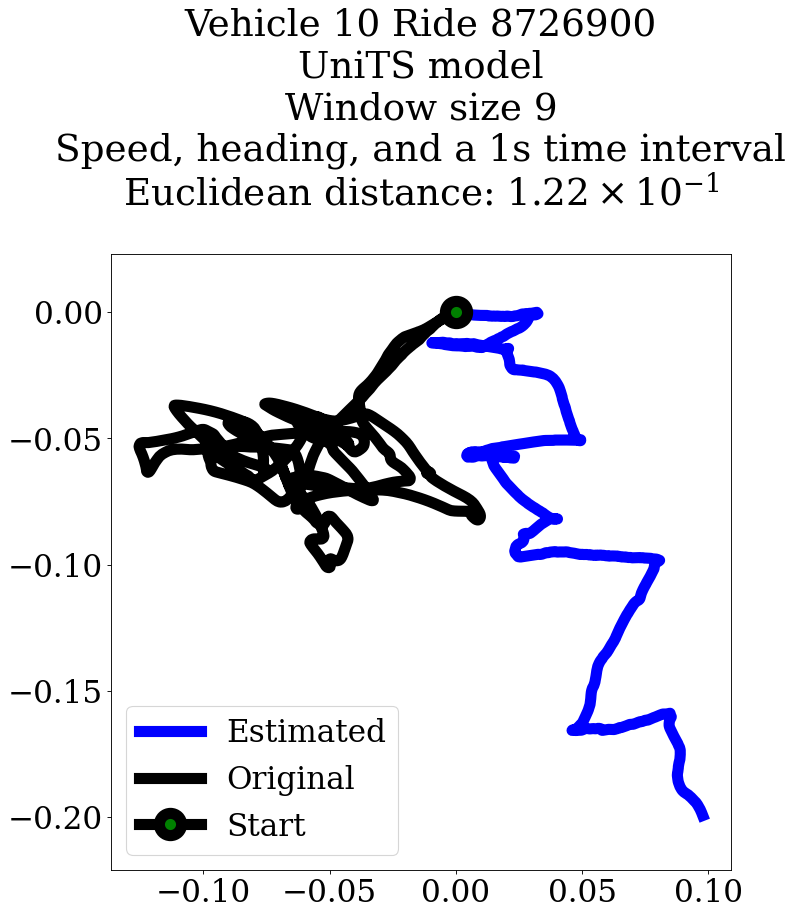 Vehicle 10 Ride 8726900
UniTS model
Window size 9
Speed, heading, and a 1s time interval
Euclidean distance: $1.22 \times 10^{-1}$
0.00
−0.05
−0.10
−0.15
−0.20
Estimated
Original
Start
−0.10
−0.05
0.00
0.05
0.10